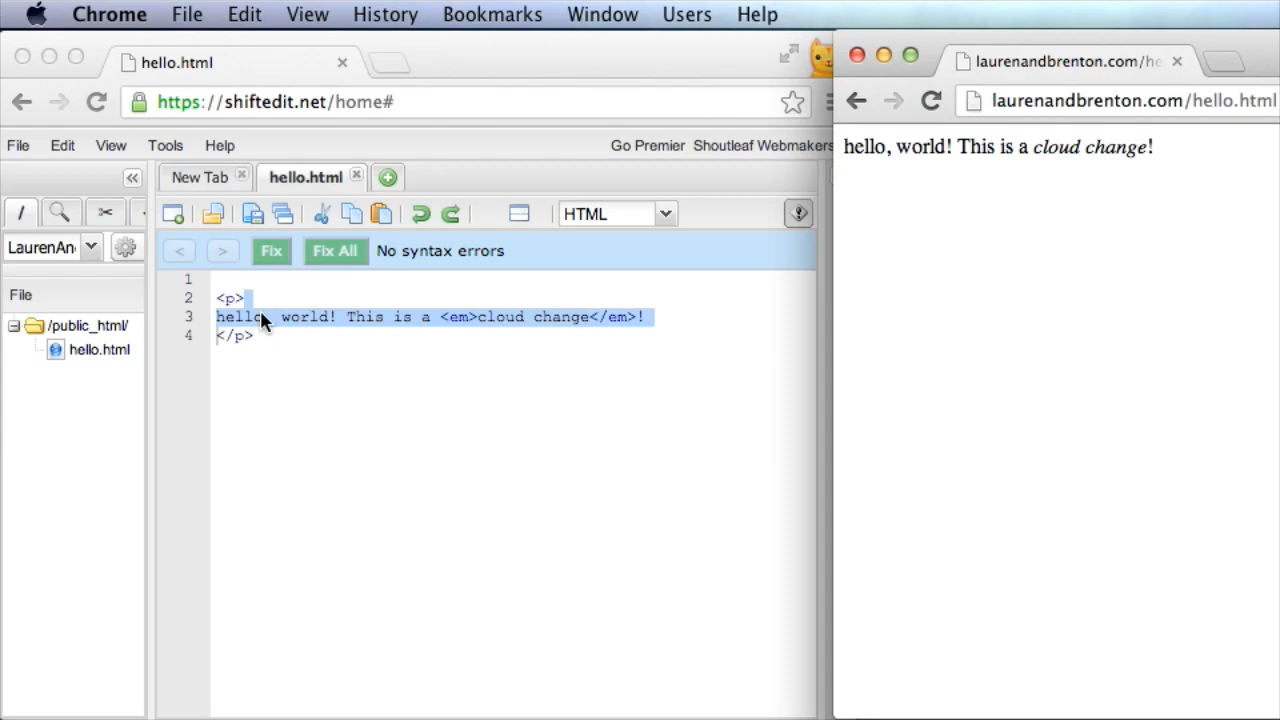 Chrome File Edit View History Bookmarks Window Users Help
hello.html
https://shiftedit.net/home#
File Edit View Tools Help Go Premier Shoutleaf Webmakers
New Tab hello.html
/ HTML
LaurenAn
< > Fix Fix All No syntax errors
File
/public_html/
hello.html
1
2 <p>
3 hello, world! This is a <em>cloud change</em>!
4 </p>
laurenandbrenton.com/he
laurenandbrenton.com/hello.html
hello, world! This is a cloud change!